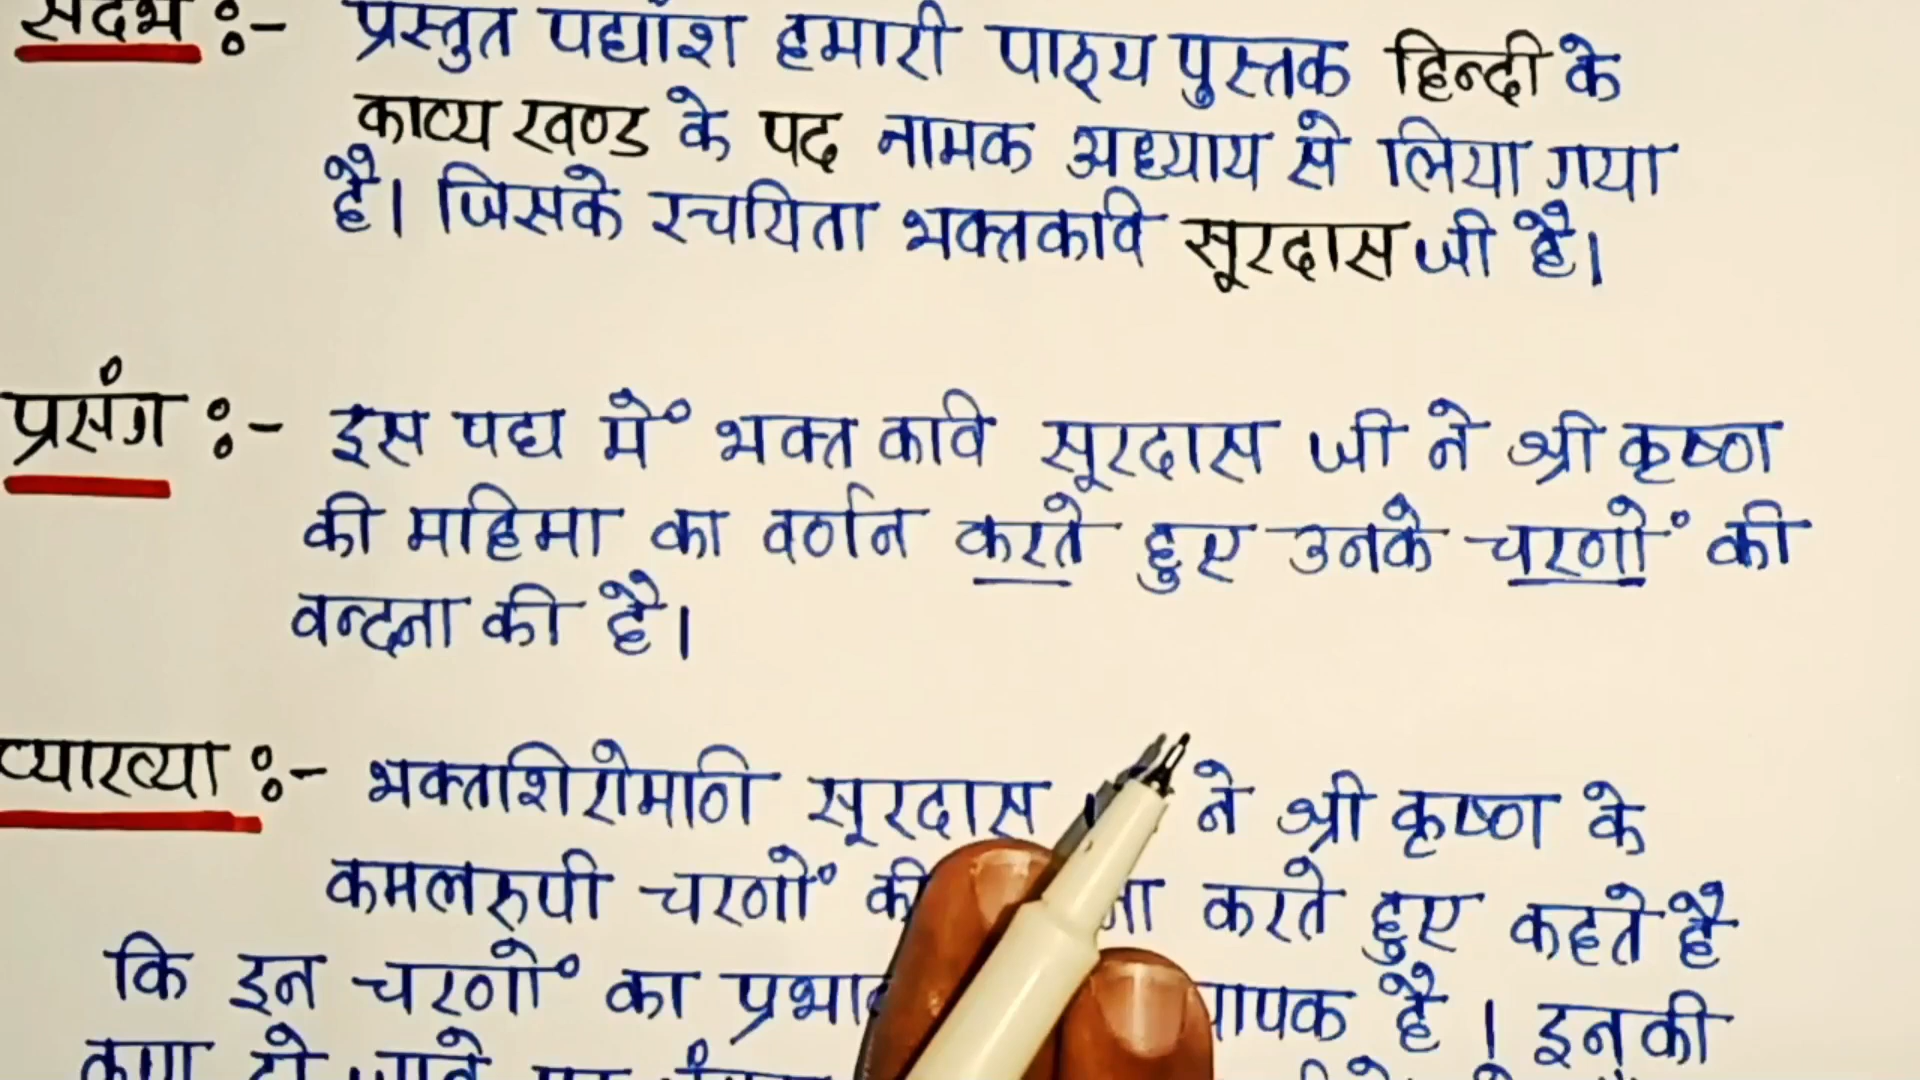 संदर्भ :- प्रस्तुत पद्यांश हमारी पाठ्य पुस्तक हिन्दी के
काव्य खण्ड के पद नामक अध्याय से लिया गया
है। जिसके रचयिता भक्तकवि सूरदास जी है।
प्रसंग :- इस पद्य में भक्त कवि सूरदास जी ने श्री कृष्ण
की महिमा का वर्णन करते हुए उनके चरणों की
वन्दना की है।
व्याख्या :- भक्तशिरोमणि सूरदास ने श्री कृष्ण के
कमलरुपी चरणों की करते हुए कहते है
कि इन चरणों का है। इनकी